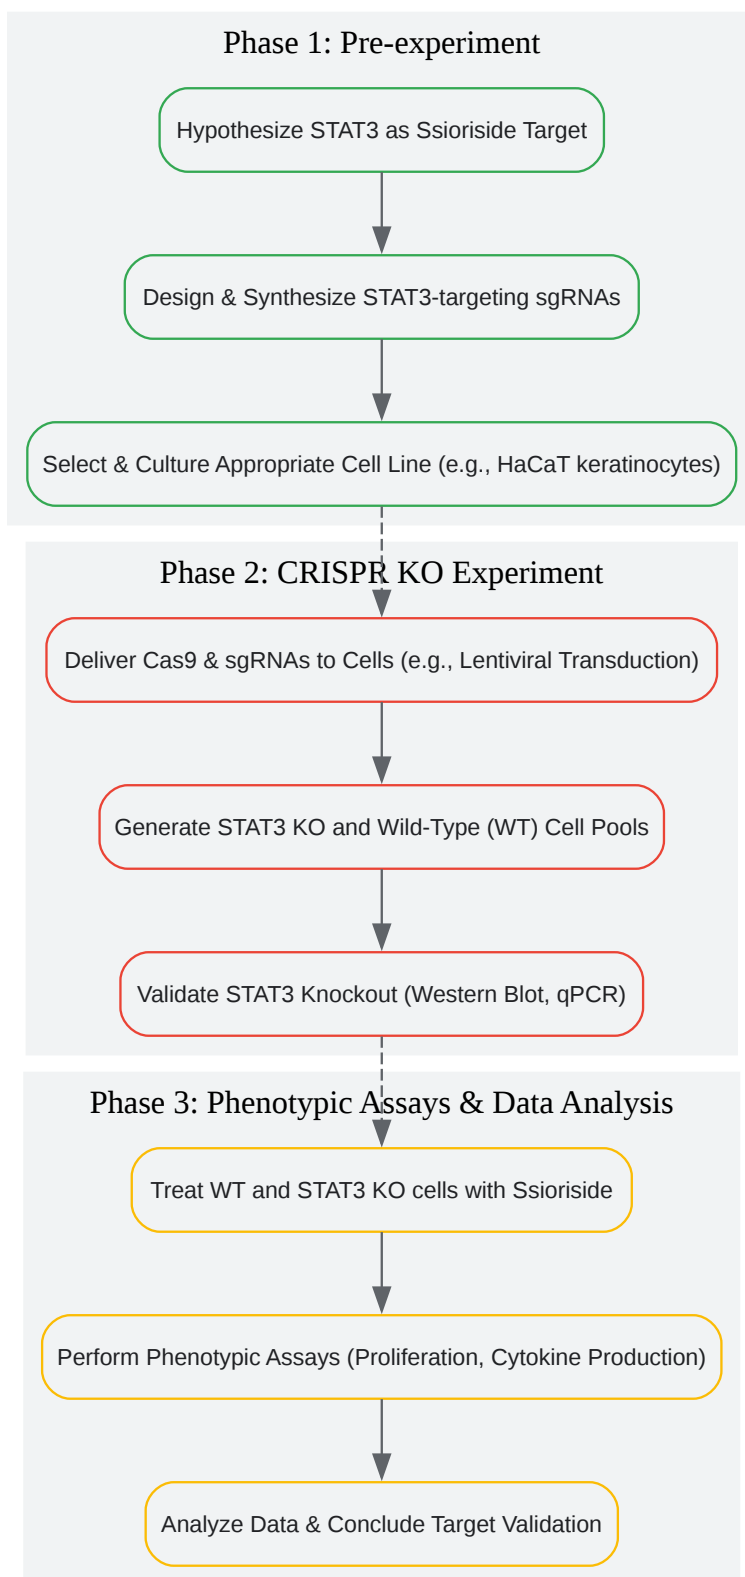 Phase 1: Pre-experiment
Hypothesize STAT3 as Ssioriside Target
Design & Synthesize STAT3-targeting sgRNAs
Select & Culture Appropriate Cell Line (e.g., HaCaT keratinocytes)
Phase 2: CRISPR KO Experiment
Deliver Cas9 & sgRNAs to Cells (e.g., Lentiviral Transduction)
Generate STAT3 KO and Wild-Type (WT) Cell Pools
Validate STAT3 Knockout (Western Blot, qPCR)
Phase 3: Phenotypic Assays & Data Analysis
Treat WT and STAT3 KO cells with Ssioriside
Perform Phenotypic Assays (Proliferation, Cytokine Production)
Analyze Data & Conclude Target Validation